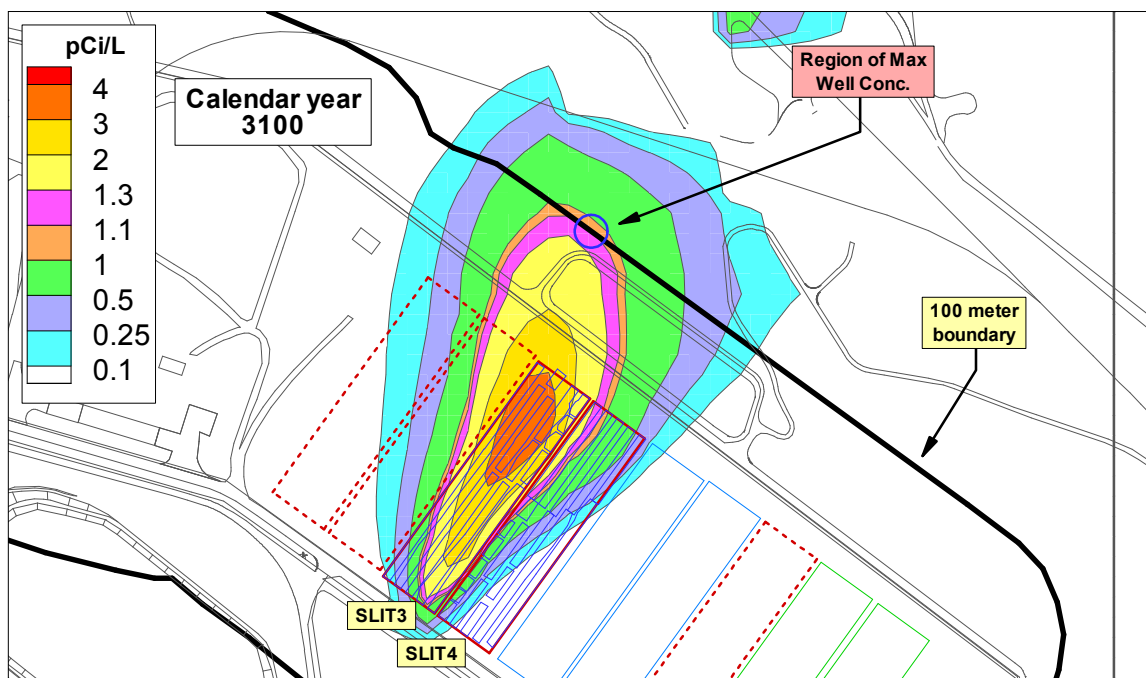 pCi/L
4
3
2
1.3
1.1
1
0.5
0.25
0.1
Calendar year
3100
Region of Max
Well Conc.
100 meter
boundary
SLIT3
SLIT4